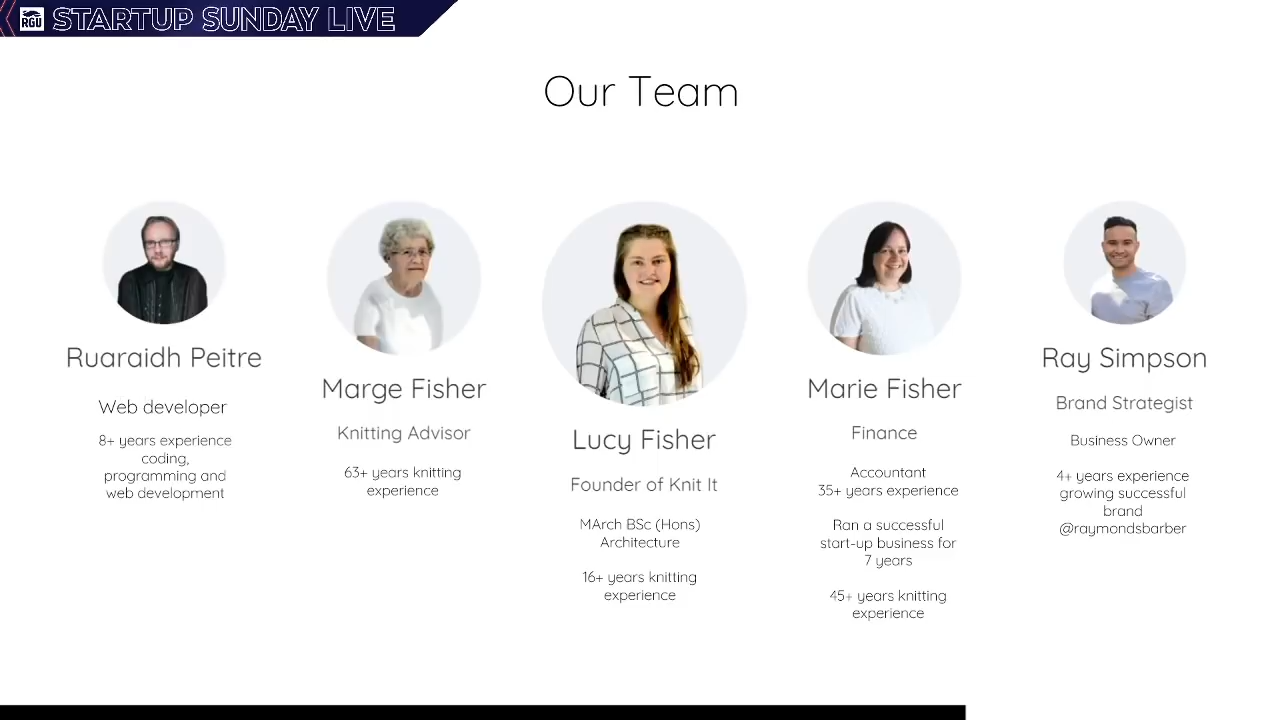 RGU STARTUP SUNDAY LIVE
Our Team
Ruaraidh Peitre
Web developer
8+ years experience
coding,
programming and
web development
Marge Fisher
Knitting Advisor
63+ years knitting
experience
Lucy Fisher
Founder of Knit It
MArch BSc (Hons)
Architecture
16+ years knitting
experience
Marie Fisher
Finance
Accountant
35+ years experience
Ran a successful
start-up business for
7 years
45+ years knitting
experience
Ray Simpson
Brand Strategist
Business Owner
4+ years experience
growing successful
brand
@raymondsbarber